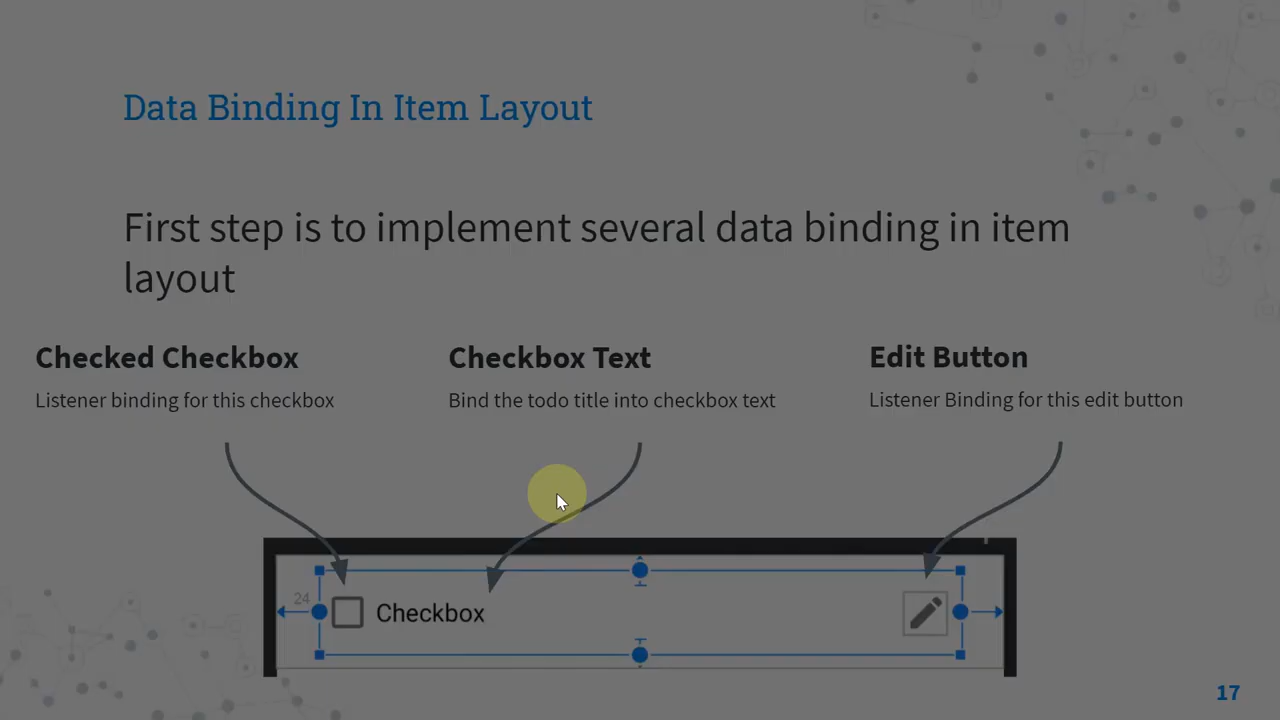 Data Binding In Item Layout
First step is to implement several data binding in item
layout
Checked Checkbox
Listener binding for this checkbox
Checkbox Text
Bind the todo title into checkbox text
Edit Button
Listener Binding for this edit button
24
Checkbox
17